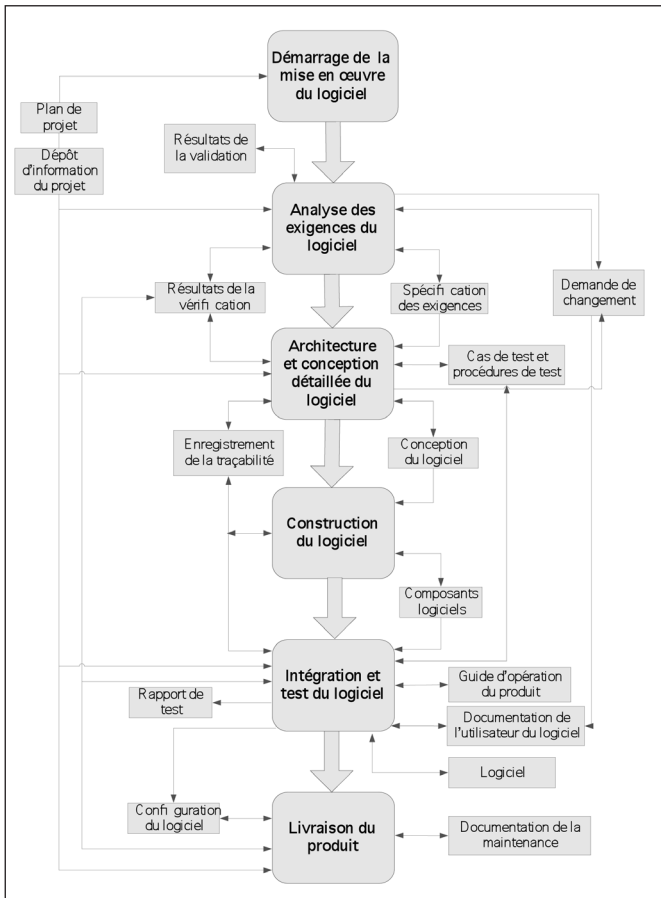 Démarrage de la
mise en œuvre
du logiciel
Plan de
projet
Dépôt
d'information
du projet
Résultats de
la validation
Analyse des
exigences du
logiciel
Résultats de la
vérifi cation
Spécifi cation
des exigences
Demande de
changement
Architecture
et conception
détaillée du
logiciel
Cas de test et
procédures de test
Enregistrement
de la traçabilité
Conception
du logiciel
Construction
du logiciel
Composants
logiciels
Intégration et
test du logiciel
Guide d'opération
du produit
Rapport de
test
Documentation de
l'utilisateur du logiciel
Logiciel
Confi guration
du logiciel
Livraison du
produit
Documentation de la
maintenance